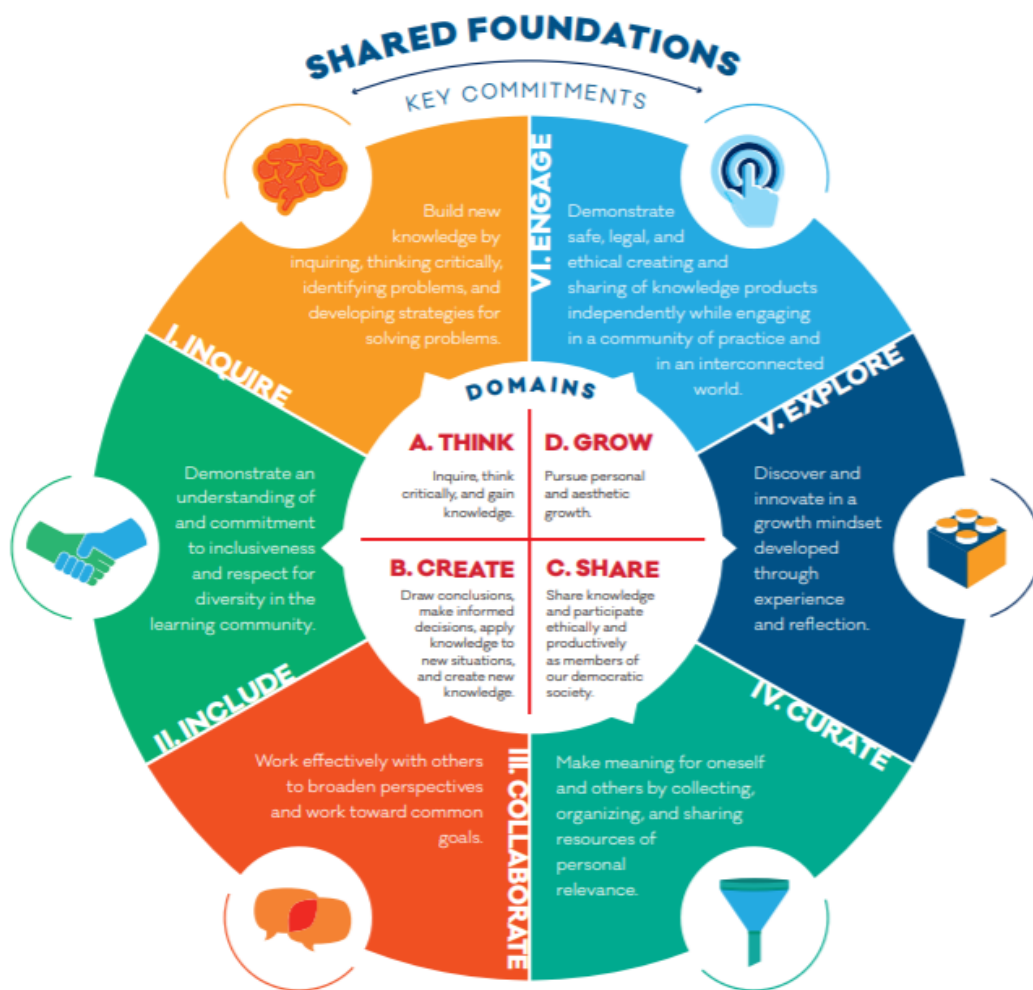 SHARED FOUNDATIONS
KEY COMMITMENTS
I. INQUIRE
Build new
knowledge by
inquiring, thinking critically,
identifying problems, and
developing strategies for
solving problems.
VI. ENGAGE
Demonstrate
safe, legal, and
ethical creating and
sharing of knowledge products
independently while engaging
in a community of practice and
in an interconnected
world.
II. INCLUDE
Demonstrate an
understanding of
and commitment
to inclusiveness
and respect for
diversity in the
learning community.
DOMAINS
A. THINK
Inquire, think
critically, and gain
knowledge.
D. GROW
Pursue personal
and aesthetic
growth.
B. CREATE
Draw conclusions,
make informed
decisions, apply
knowledge to
new situations,
and create new
knowledge.
C. SHARE
Share knowledge
and participate
ethically and
productively
as members of
our democratic
society.
V. EXPLORE
Discover and
innovate in a
growth mindset
developed
through
experience
and reflection.
III. COLLABORATE
Work effectively with others
to broaden perspectives
and work toward common
goals.
IV. CURATE
Make meaning for oneself
and others by collecting,
organizing, and sharing
resources of
personal
relevance.